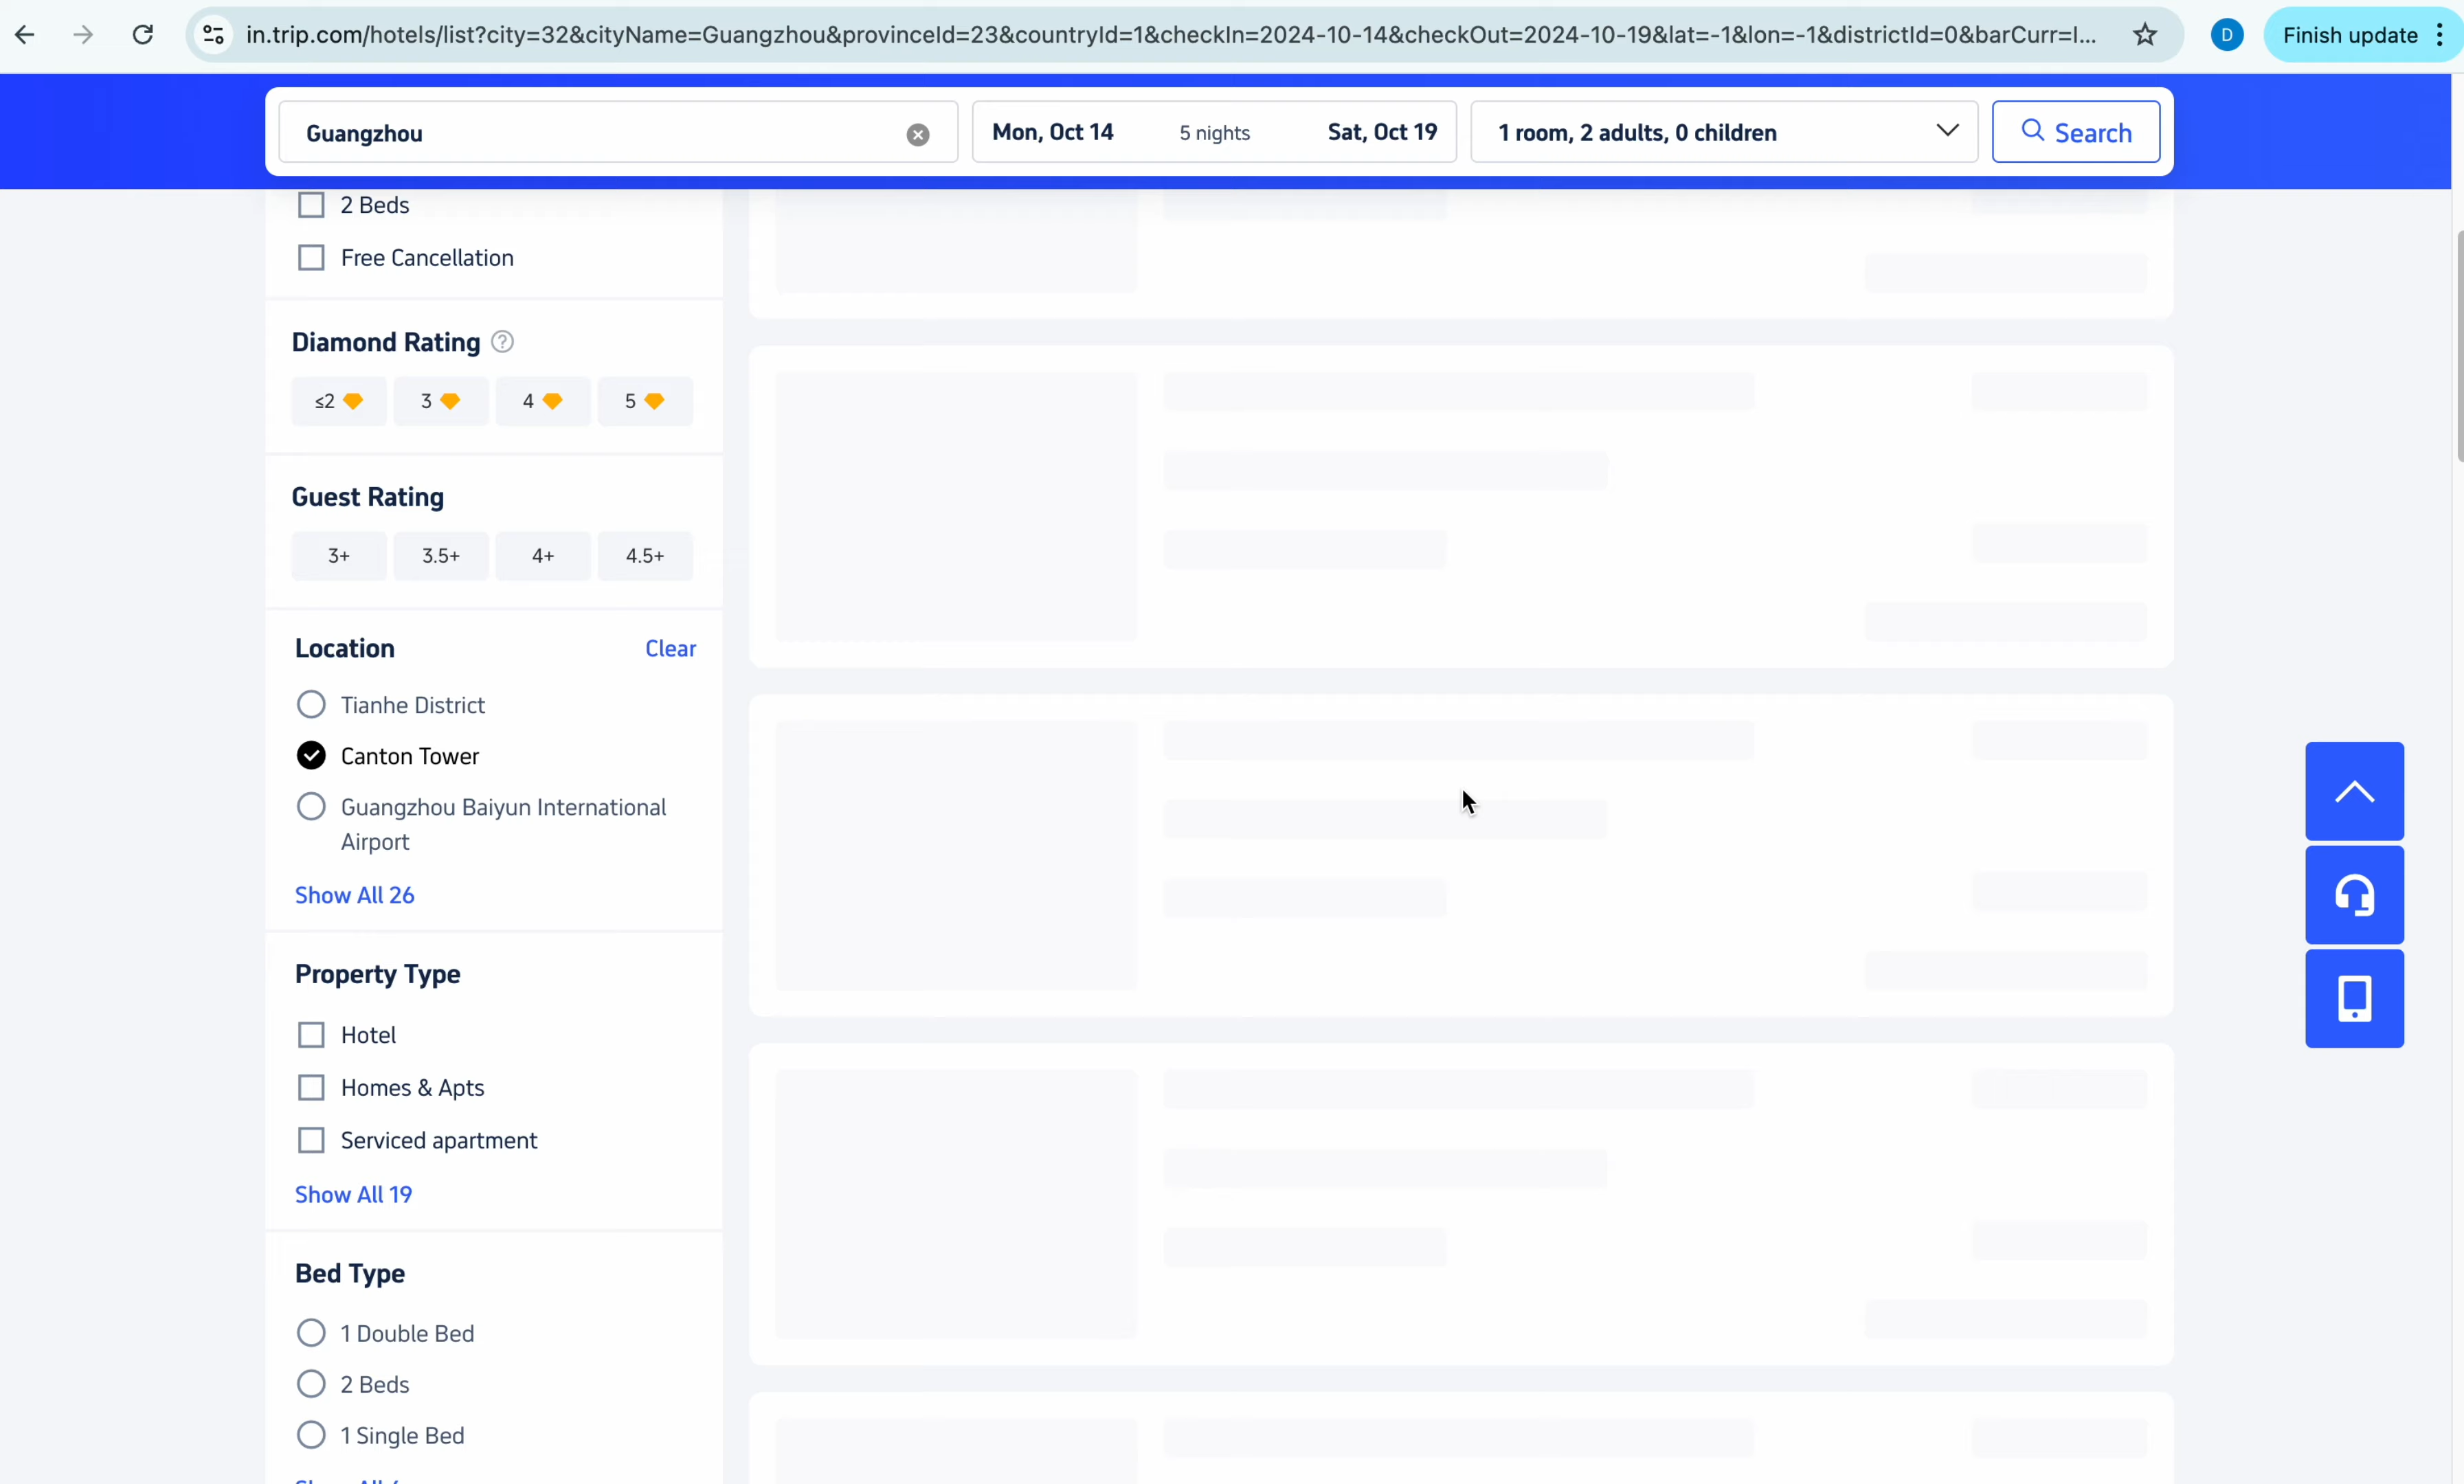 in.trip.com/hotels/list?city=32&cityName=Guangzhou&provinceId=23&countryId=1&checkIn=2024-10-14&checkOut=2024-10-19&lat=-1&lon=-1&districtId=0&barCurr=I...
D
Finish update
Guangzhou
Mon, Oct 14
5 nights
Sat, Oct 19
1 room, 2 adults, 0 children
Search
2 Beds
Free Cancellation
Diamond Rating ?
≤2
3
4
5
Guest Rating
3+
3.5+
4+
4.5+
Location
Clear
Tianhe District
Canton Tower
Guangzhou Baiyun International
Airport
Show All 26
Property Type
Hotel
Homes & Apts
Serviced apartment
Show All 19
Bed Type
1 Double Bed
2 Beds
1 Single Bed